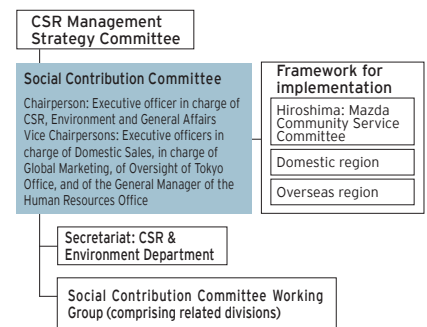 CSR Management
Strategy Committee
Social Contribution Committee
Chairperson: Executive officer in charge of
CSR, Environment and General Affairs
Vice Chairpersons: Executive officers in
charge of Domestic Sales, in charge of
Global Marketing, of Oversight of Tokyo
Office, and of the General Manager of the
Human Resources Office
Framework for
implementation
Hiroshima: Mazda
Community Service
Committee
Domestic region
Overseas region
Secretariat: CSR &
Environment Department
Social Contribution Committee Working
Group (comprising related divisions)